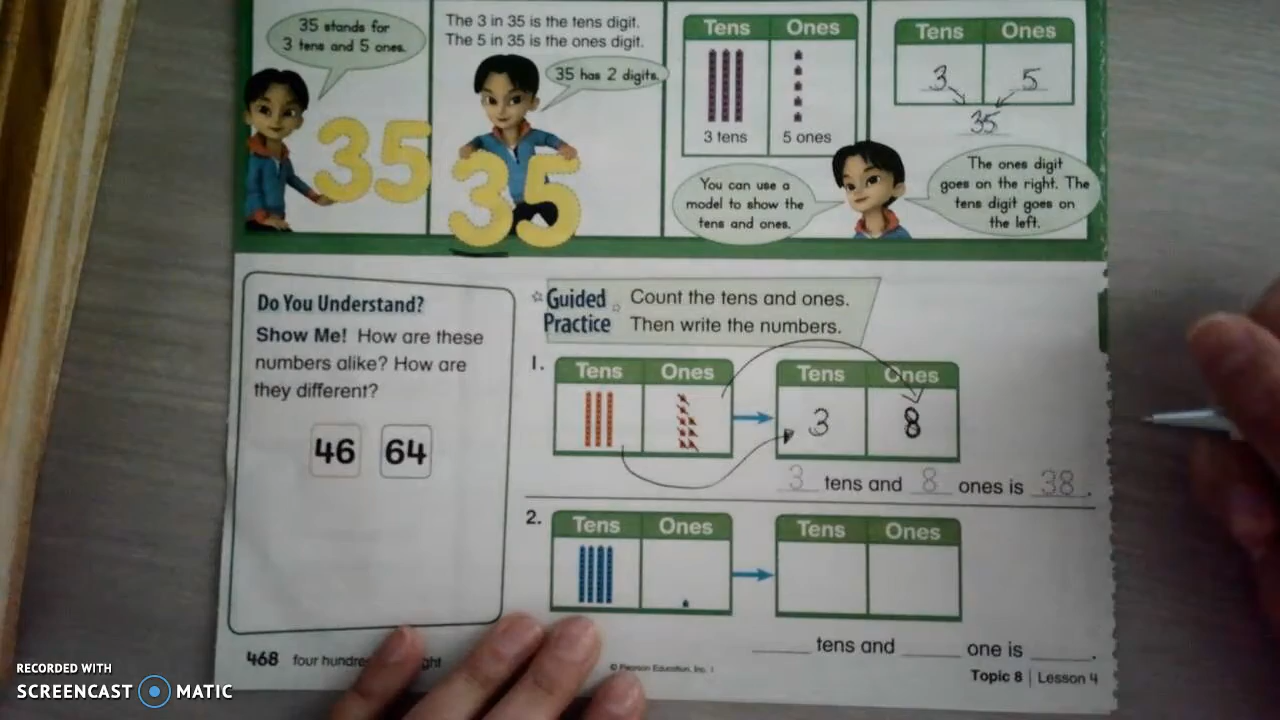 35 stands for
3 tens and 5 ones.
35
The 3 in 35 is the tens digit.
The 5 in 35 is the ones digit.
35 has 2 digits.
35
Tens Ones
3 tens 5 ones
You can use a
model to show the
tens and ones.
Tens Ones
3 5
35
The ones digit
goes on the right. The
tens digit goes on
the left.
Do You Understand?
Show Me! How are these
numbers alike? How are
they different?
46 64
Guided
Practice
Count the tens and ones.
Then write the numbers.
1.
Tens Ones
Tens Ones
3 8
3 tens and 8 ones is 38.
2.
Tens Ones
Tens Ones
tens and one is .
468 four
© Pearson Education, Inc. 1
Topic 8 | Lesson 4
RECORDED WITH
SCREENCAST MATIC